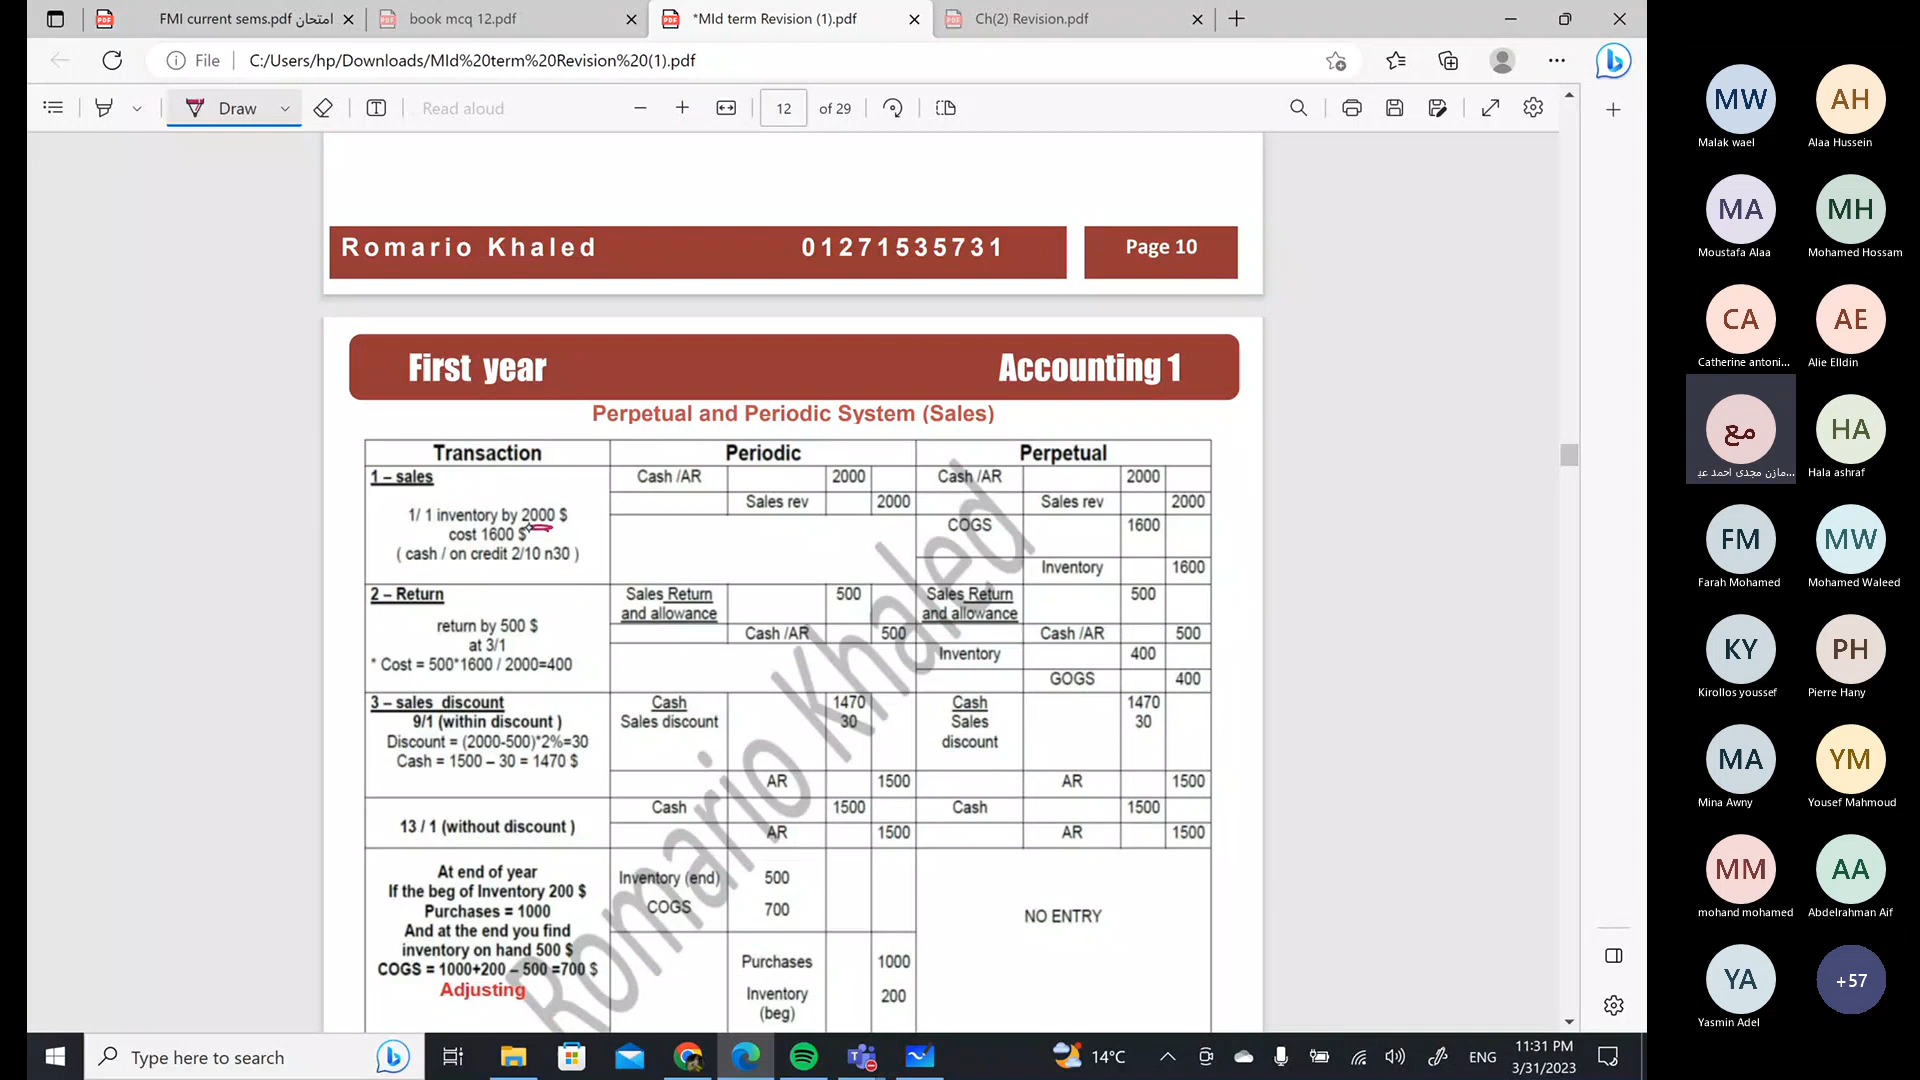 FMI current sems.pdf امتحان
book mcq 12.pdf
*MId term Revision (1).pdf
Ch(2) Revision.pdf
File
C:/Users/hp/Downloads/MId%20term%20Revision%20(1).pdf
Draw
Read aloud
12 of 29
Romario Khaled 01271535731 Page 10
First year Accounting 1
Perpetual and Periodic System (Sales)
Transaction Periodic Perpetual
1 – sales
1/ 1 inventory by 2000 $
cost 1600 $
( cash / on credit 2/10 n30 )
Cash /AR 2000
Sales rev 2000
Cash /AR 2000
Sales rev 2000
COGS 1600
Inventory 1600
2 – Return
return by 500 $
at 3/1
* Cost = 500*1600 / 2000=400
Sales Return
and allowance 500
Cash /AR 500
Sales Return
and allowance 500
Cash /AR 500
Inventory 400
GOGS 400
3 – sales discount
9/1 (within discount )
Discount = (2000-500)*2%=30
Cash = 1500 – 30 = 1470 $
Cash 1470
Sales discount 30
AR 1500
Cash 1470
Sales 30
discount
AR 1500
13 / 1 (without discount )
Cash 1500
AR 1500
Cash 1500
AR 1500
At end of year
If the beg of Inventory 200 $
Purchases = 1000
And at the end you find
inventory on hand 500 $
COGS = 1000+200 – 500 =700 $
Adjusting
Inventory (end) 500
COGS 700
Purchases 1000
Inventory 200
(beg)
NO ENTRY
Romario Khaled
MW
Malak wael
AH
Alaa Hussein
MA
Moustafa Alaa
MH
Mohamed Hossam
CA
Catherine antoni...
AE
Alie Elldin
مع
مازن مجدى احمد عبد...
HA
Hala ashraf
FM
Farah Mohamed
MW
Mohamed Waleed
KY
Kirollos youssef
PH
Pierre Hany
MA
Mina Awny
YM
Yousef Mahmoud
MM
mohand mohamed
AA
Abdelrahman Aif
YA
Yasmin Adel
+57
Type here to search
14°C
ENG
11:31 PM
3/31/2023